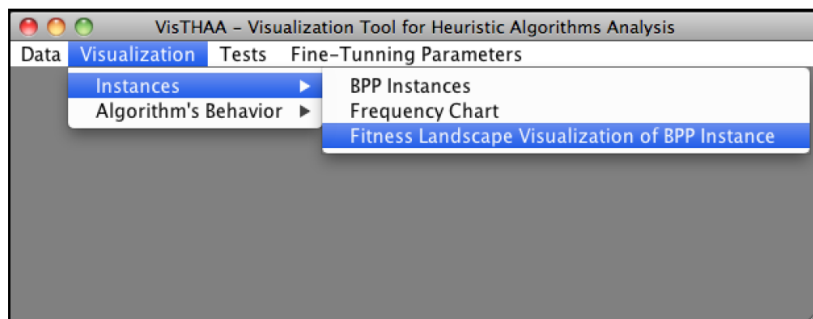 VisTHAA – Visualization Tool for Heuristic Algorithms Analysis
Data Visualization Tests Fine–Tunning Parameters
Instances
Algorithm's Behavior
BPP Instances
Frequency Chart
Fitness Landscape Visualization of BPP Instance